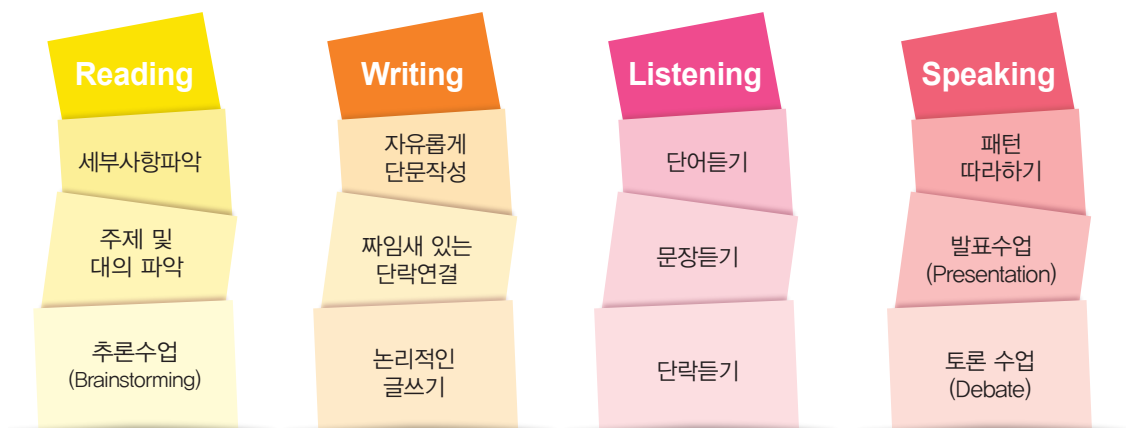 Reading
세부사항파악
주제 및
대의 파악
추론수업
(Brainstorming)
Writing
자유롭게
단문작성
짜임새 있는
단락연결
논리적인
글쓰기
Listening
단어듣기
문장듣기
단락듣기
Speaking
패턴
따라하기
발표수업
(Presentation)
토론 수업
(Debate)